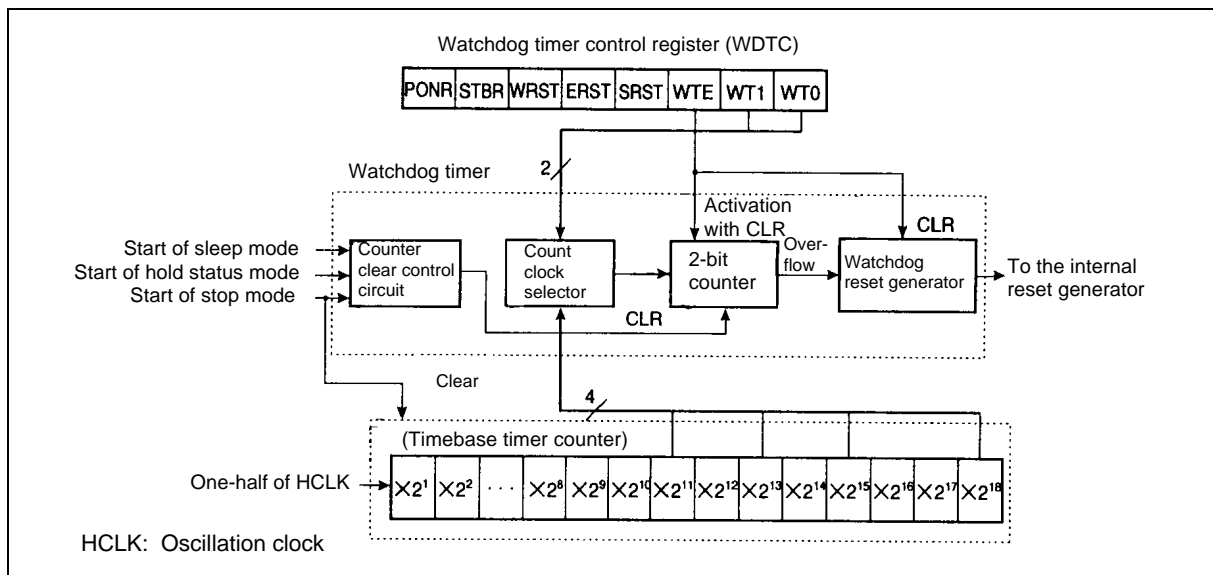 Watchdog timer control register (WDTC)
PONR STBR WRST ERST SRST WTE WT1 WT0
2
Watchdog timer
Activation
with CLR
CLR
Start of sleep mode
Start of hold status mode
Start of stop mode
Counter
clear control
circuit
Count
clock
selector
2-bit
counter
Over-
flow
Watchdog
reset generator
To the internal
reset generator
CLR
Clear
4
(Timebase timer counter)
One-half of HCLK
×2¹ ×2² ··· ×2⁸ ×2⁹ ×2¹⁰ ×2¹¹ ×2¹² ×2¹³ ×2¹⁴ ×2¹⁵ ×2¹⁶ ×2¹⁷ ×2¹⁸
HCLK: Oscillation clock